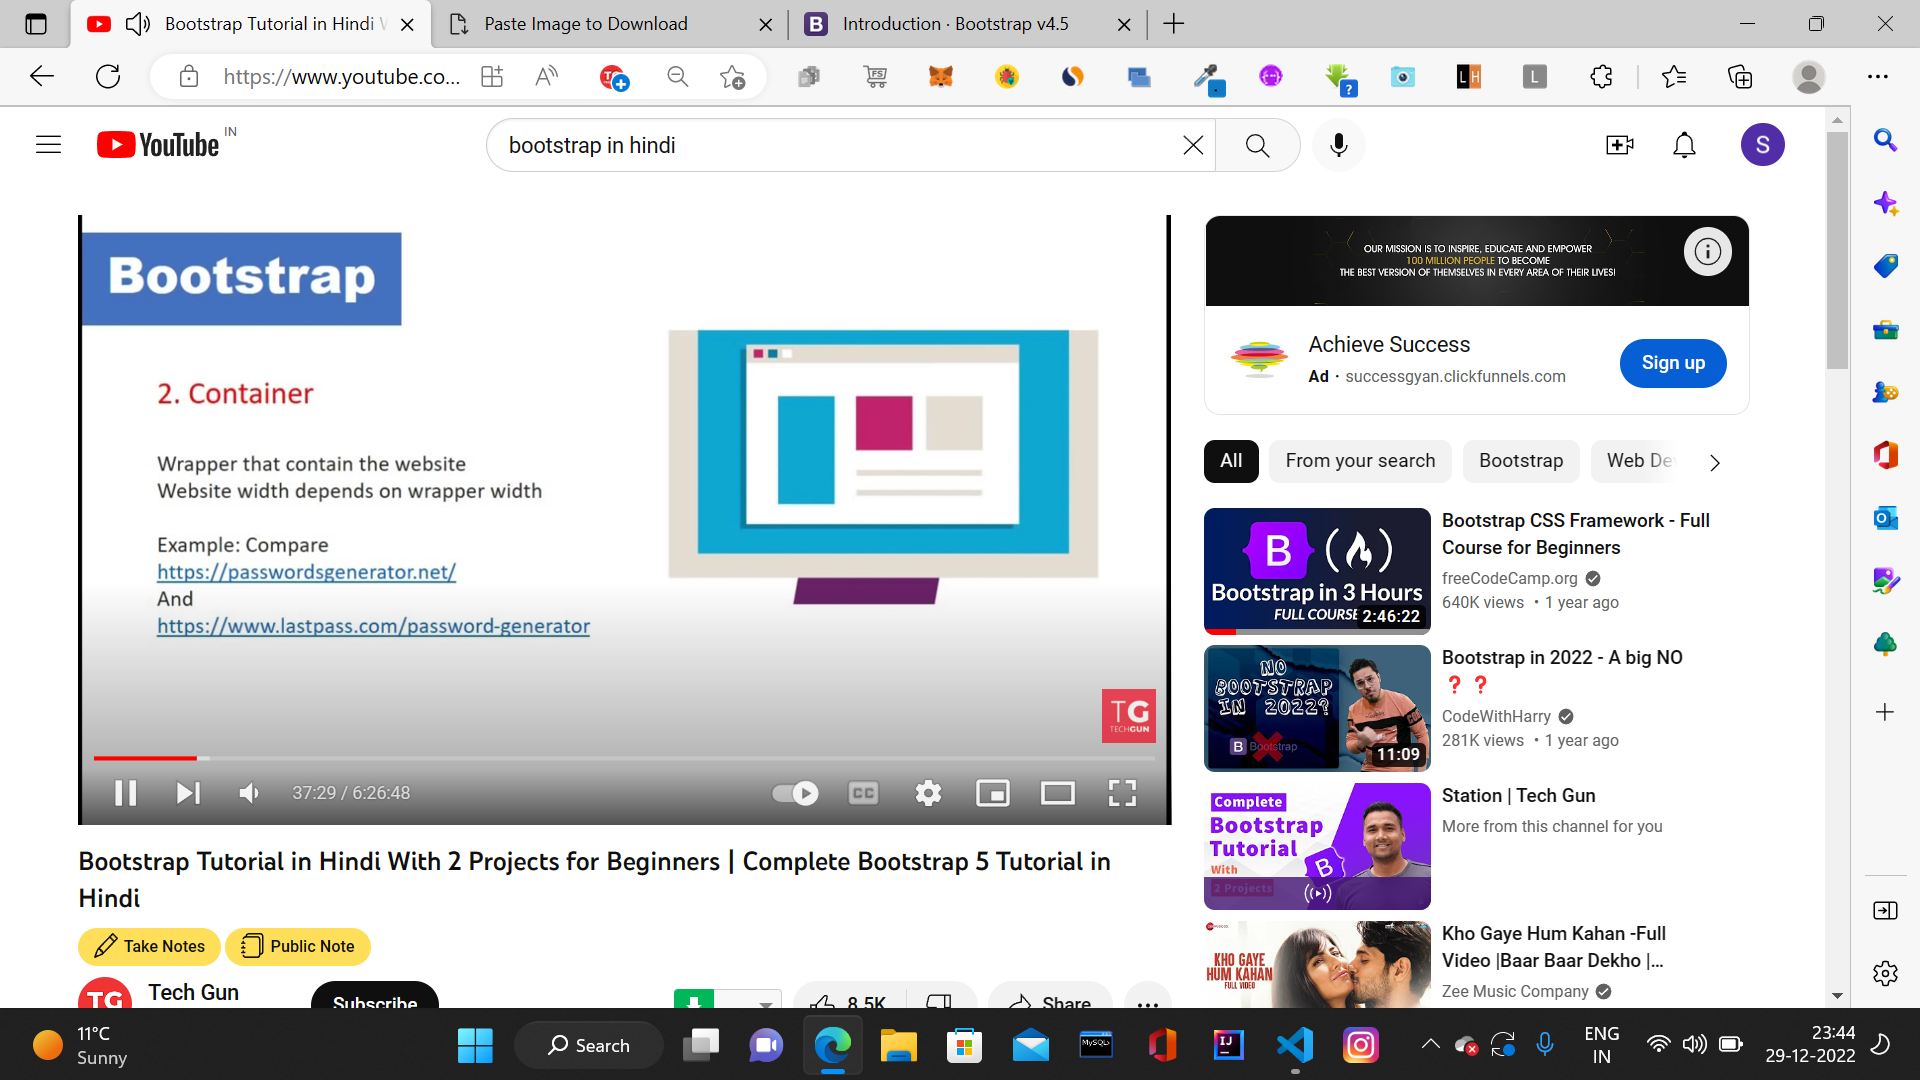 Bootstrap Tutorial in Hindi W
Paste Image to Download
B
Introduction · Bootstrap v4.5
https://www.youtube.co...
FS
?
LH
L
YouTube
IN
bootstrap in hindi
S
Bootstrap
2. Container
Wrapper that contain the website
Website width depends on wrapper width
Example: Compare
https://passwordsgenerator.net/
And
https://www.lastpass.com/password-generator
TG
TECHGUN
37:29 / 6:26:48
CC
Bootstrap Tutorial in Hindi With 2 Projects for Beginners | Complete Bootstrap 5 Tutorial in
Hindi
Take Notes
Public Note
TG
Tech Gun
Subscribe
8.5K
Share
OUR MISSION IS TO INSPIRE, EDUCATE AND EMPOWER
100 MILLION PEOPLE TO BECOME
THE BEST VERSION OF THEMSELVES IN EVERY AREA OF THEIR LIVES!
Achieve Success
Ad · successgyan.clickfunnels.com
Sign up
All
From your search
Bootstrap
Web De
B
Bootstrap in 3 Hours
FULL COURSE
2:46:22
Bootstrap CSS Framework - Full
Course for Beginners
freeCodeCamp.org
640K views • 1 year ago
NO
BOOTSTRAP
IN 2022?
B Bootstrap
11:09
Bootstrap in 2022 - A big NO
❓ ❓
CodeWithHarry
281K views • 1 year ago
Complete
Bootstrap
Tutorial
With
2 Projects
B
Station | Tech Gun
More from this channel for you
KHO GAYE
HUM KAHAN
FULL VIDEO
Kho Gaye Hum Kahan -Full
Video |Baar Baar Dekho |...
Zee Music Company
11°C
Sunny
Search
MySQL
IJ
ENG
IN
23:44
29-12-2022